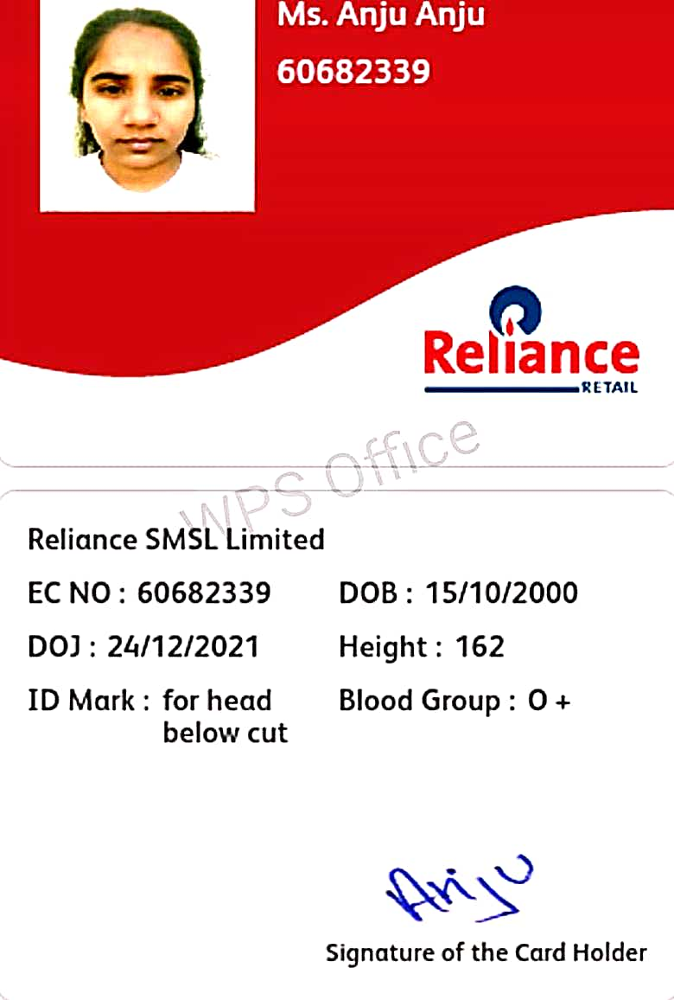 Ms. Anju Anju
60682339
Reliance
RETAIL
WPS Office
Reliance SMSL Limited
EC NO : 60682339 DOB : 15/10/2000
DOJ : 24/12/2021 Height : 162
ID Mark : for head Blood Group : O +
below cut
Anju
Signature of the Card Holder